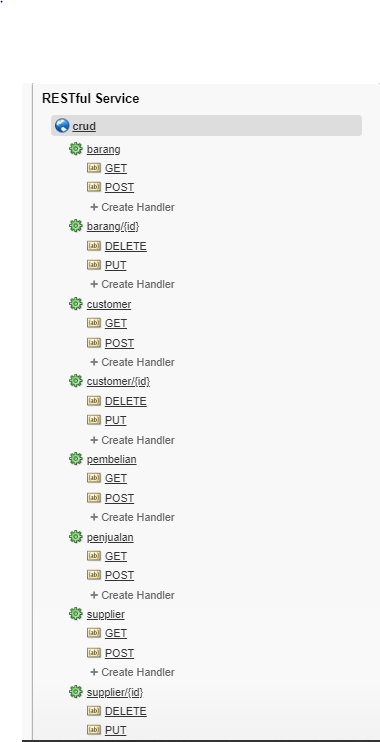 RESTful Service
crud
barang
GET
POST
+ Create Handler
barang/{id}
DELETE
PUT
+ Create Handler
customer
GET
POST
+ Create Handler
customer/{id}
DELETE
PUT
+ Create Handler
pembelian
GET
POST
+ Create Handler
penjualan
GET
POST
+ Create Handler
supplier
GET
POST
+ Create Handler
supplier/{id}
DELETE
PUT